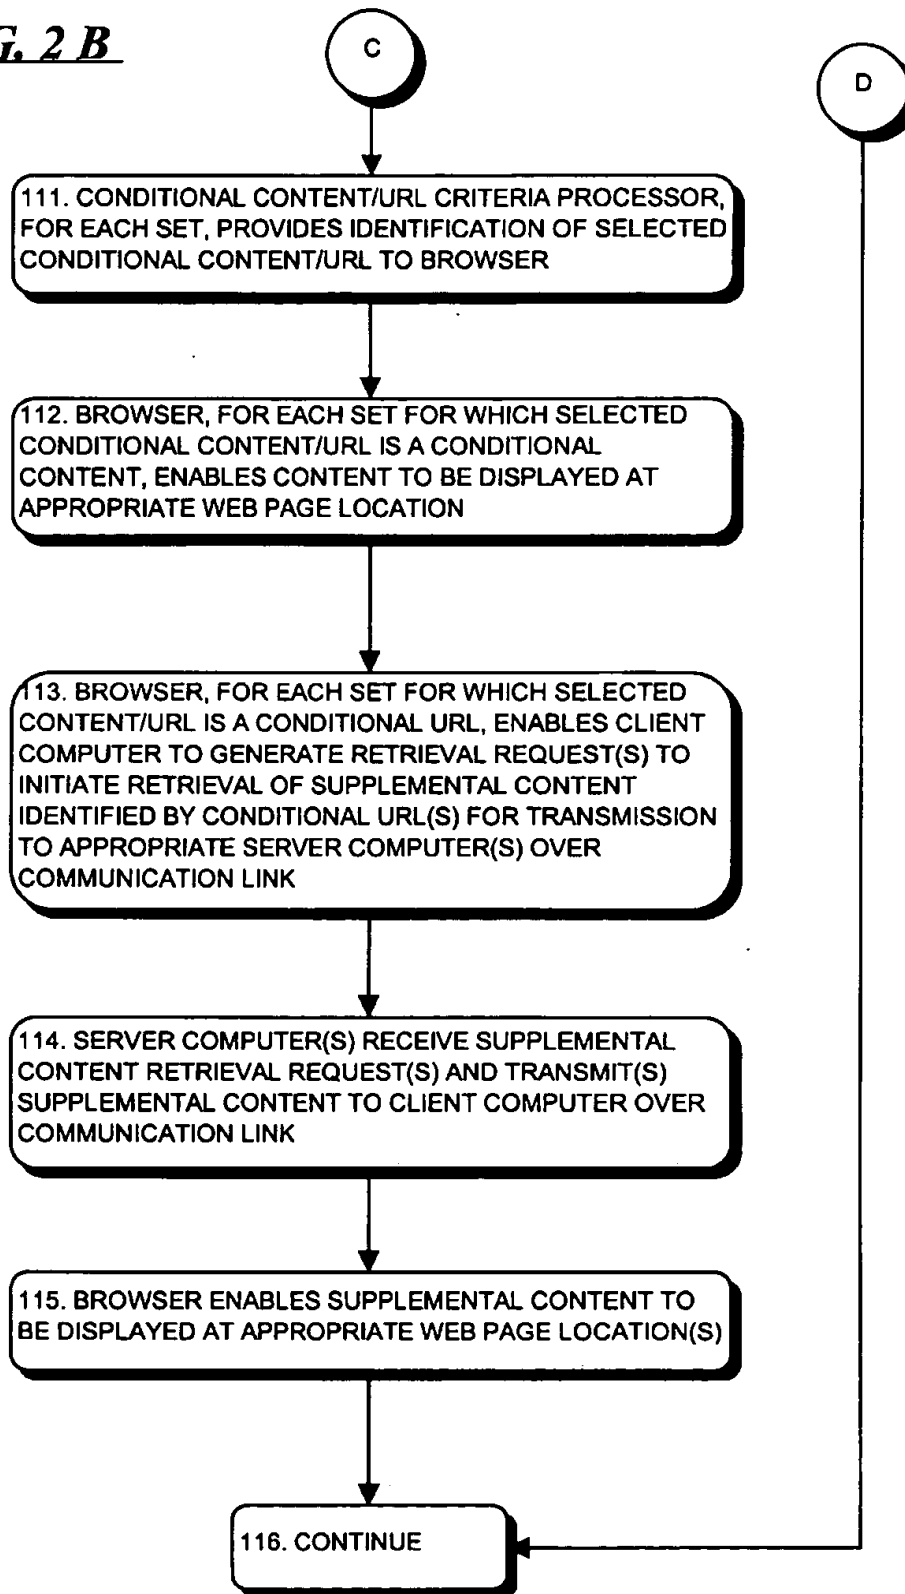 G. 2 B
C
D
111. CONDITIONAL CONTENT/URL CRITERIA PROCESSOR,
FOR EACH SET, PROVIDES IDENTIFICATION OF SELECTED
CONDITIONAL CONTENT/URL TO BROWSER
112. BROWSER, FOR EACH SET FOR WHICH SELECTED
CONDITIONAL CONTENT/URL IS A CONDITIONAL
CONTENT, ENABLES CONTENT TO BE DISPLAYED AT
APPROPRIATE WEB PAGE LOCATION
113. BROWSER, FOR EACH SET FOR WHICH SELECTED
CONTENT/URL IS A CONDITIONAL URL, ENABLES CLIENT
COMPUTER TO GENERATE RETRIEVAL REQUEST(S) TO
INITIATE RETRIEVAL OF SUPPLEMENTAL CONTENT
IDENTIFIED BY CONDITIONAL URL(S) FOR TRANSMISSION
TO APPROPRIATE SERVER COMPUTER(S) OVER
COMMUNICATION LINK
114. SERVER COMPUTER(S) RECEIVE SUPPLEMENTAL
CONTENT RETRIEVAL REQUEST(S) AND TRANSMIT(S)
SUPPLEMENTAL CONTENT TO CLIENT COMPUTER OVER
COMMUNICATION LINK
115. BROWSER ENABLES SUPPLEMENTAL CONTENT TO
BE DISPLAYED AT APPROPRIATE WEB PAGE LOCATION(S)
116. CONTINUE